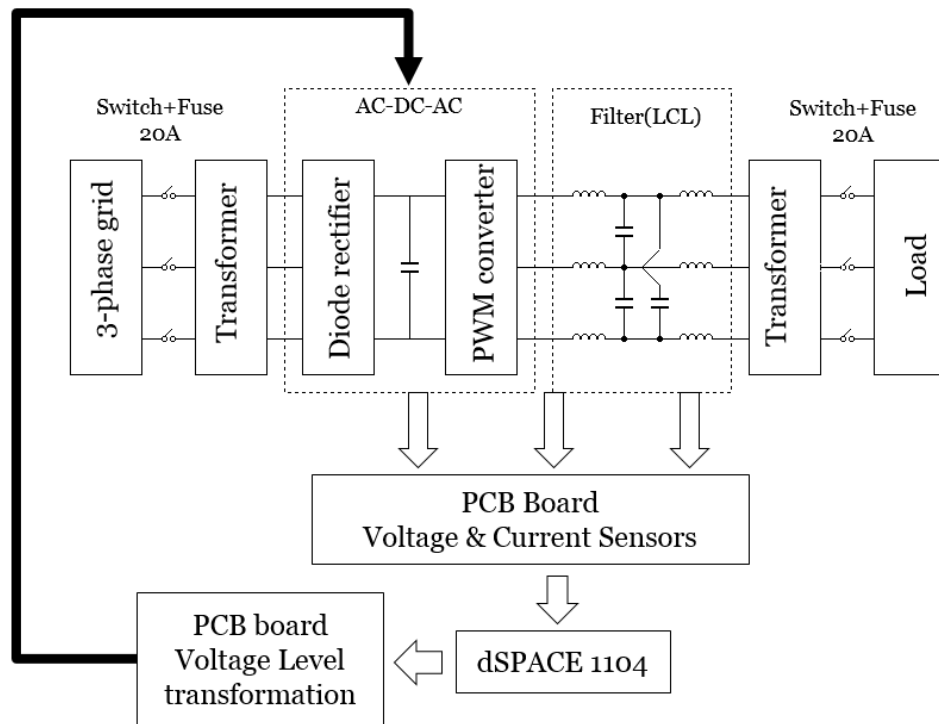 Switch+Fuse
20A
AC-DC-AC
Filter(LCL)
Switch+Fuse
20A
3-phase grid
Transformer
Diode rectifier
PWM converter
Transformer
Load
PCB Board
Voltage & Current Sensors
PCB board
Voltage Level
transformation
dSPACE 1104